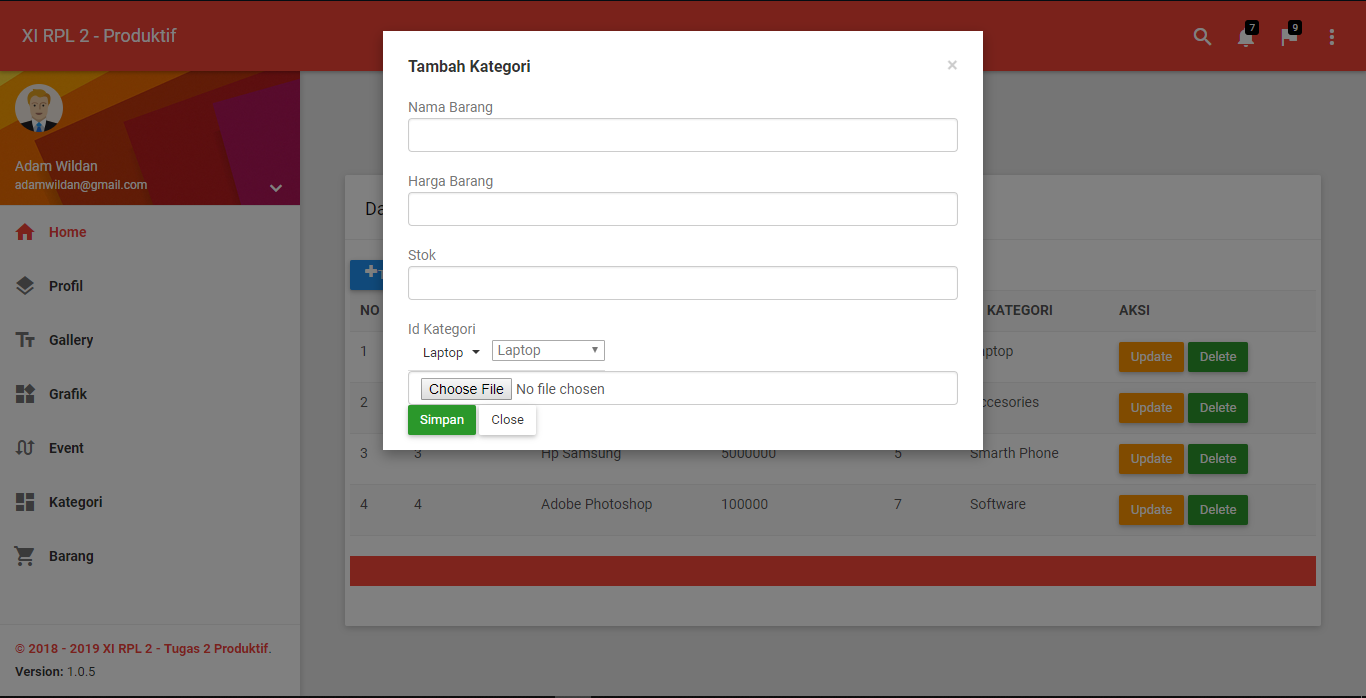 XI RPL 2 - Produktif
7
9
Adam Wildan
adamwildan@gmail.com
Home
Profil
Gallery
Grafik
Event
Kategori
Barang
© 2018 - 2019 XI RPL 2 - Tugas 2 Produktif.
Version: 1.0.5
Tambah Kategori
×
Nama Barang
Harga Barang
Stok
Id Kategori
Laptop
Laptop
Choose File No file chosen
Simpan Close
Da
NO KATEGORI AKSI
1 ptop Update Delete
2 ccesories Update Delete
3 3 Hp Samsung 5000000 5 Smarth Phone Update Delete
4 4 Adobe Photoshop 100000 7 Software Update Delete